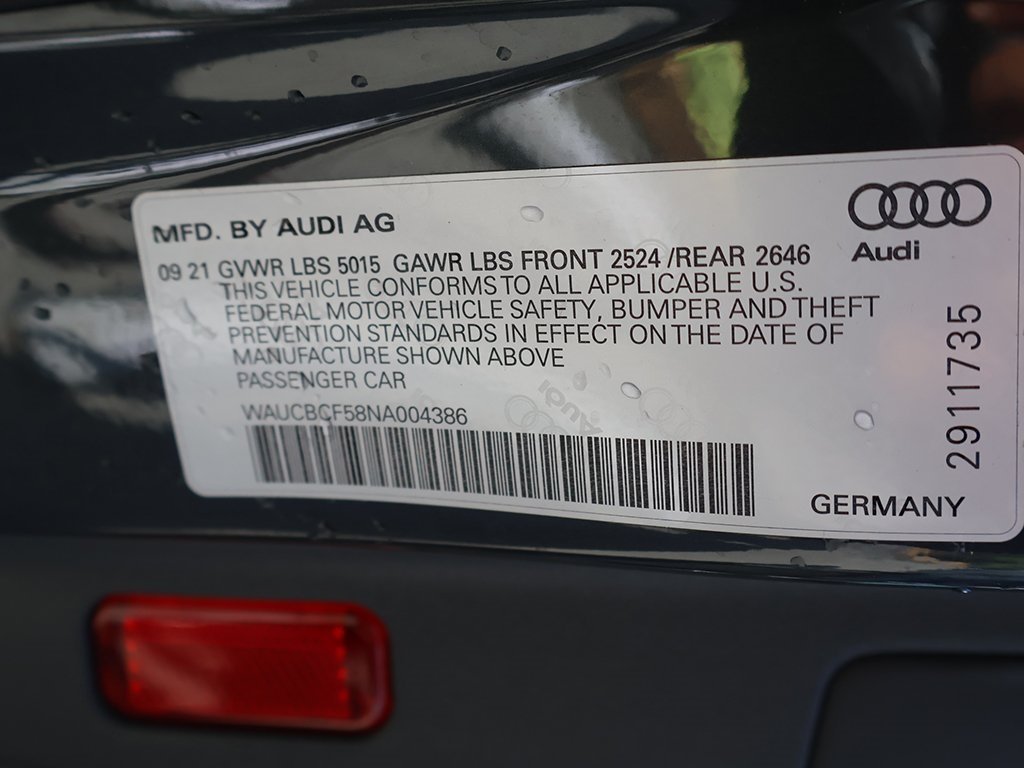 MFD. BY AUDI AG
Audi
09 21 GVWR LBS 5015 GAWR LBS FRONT 2524 /REAR 2646
THIS VEHICLE CONFORMS TO ALL APPLICABLE U.S.
FEDERAL MOTOR VEHICLE SAFETY, BUMPER AND THEFT
PREVENTION STANDARDS IN EFFECT ON THE DATE OF
MANUFACTURE SHOWN ABOVE
PASSENGER CAR
WAUCBCF58NA004386
2911735
GERMANY
AUDI